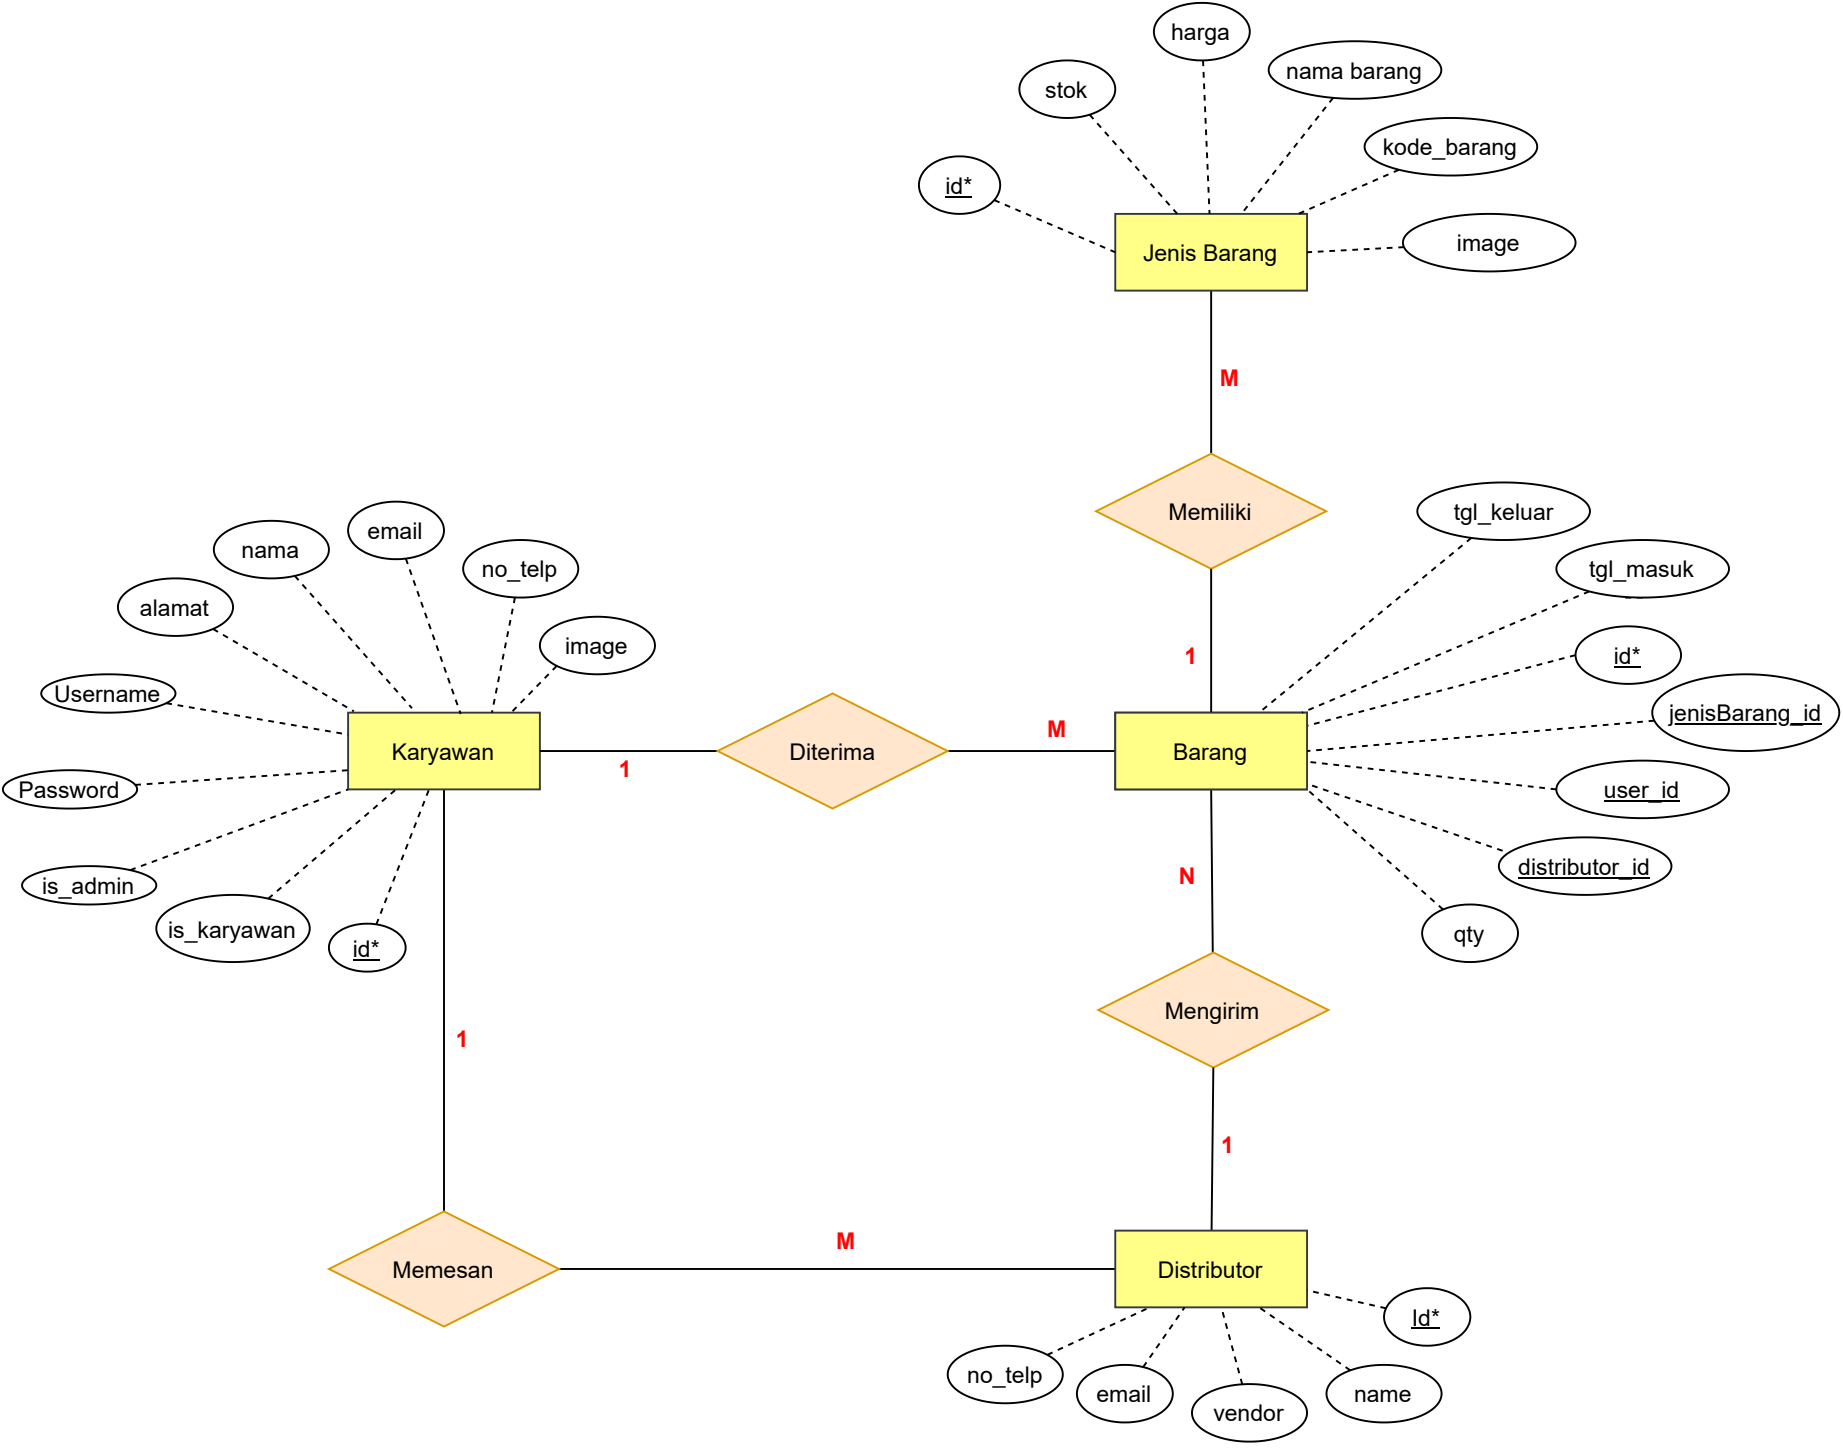 harga
nama barang
stok
kode_barang
id*
image
Jenis Barang
M
Memiliki
tgl_keluar
email
nama
no_telp
tgl_masuk
alamat
image
1
id*
Username
jenisBarang_id
M
Karyawan
Diterima
Barang
1
Password
user_id
distributor_id
N
is_admin
is_karyawan
qty
id*
Mengirim
1
1
M
Memesan
Distributor
Id*
no_telp
email
name
vendor